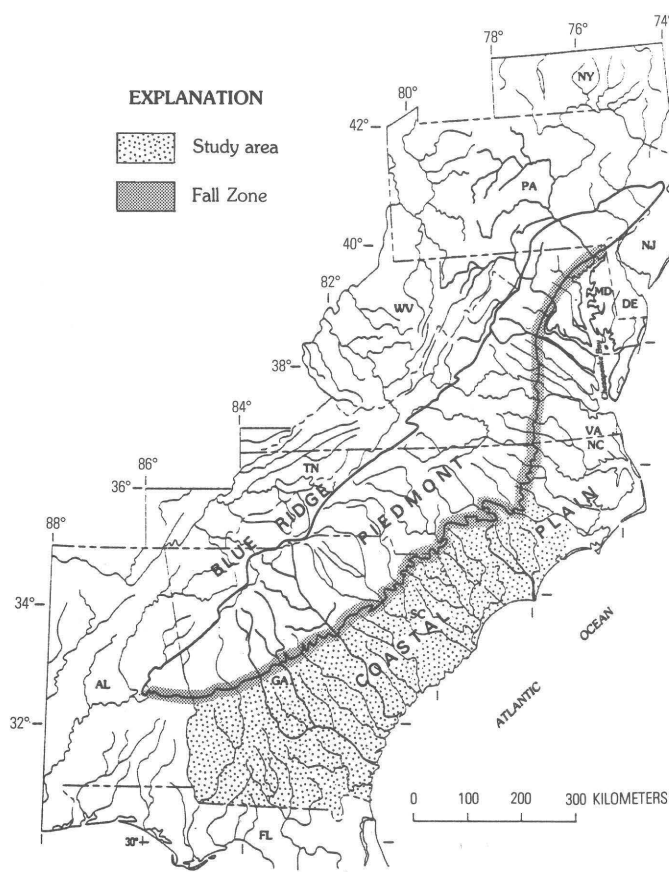 74°
76°
78°
NY
80°
EXPLANATION
42°
Study area
PA
Fall Zone
40°
NJ
MD
82°
DE
WV
38°
84°
VA
NC
TN
86°
36°
PIEDMONT
BLUE RIDGE
PLAIN
88°
34°
SC
OCEAN
COASTAL
AL
GA
ATLANTIC
32°
0 100 200 300 KILOMETERS
FL
30°